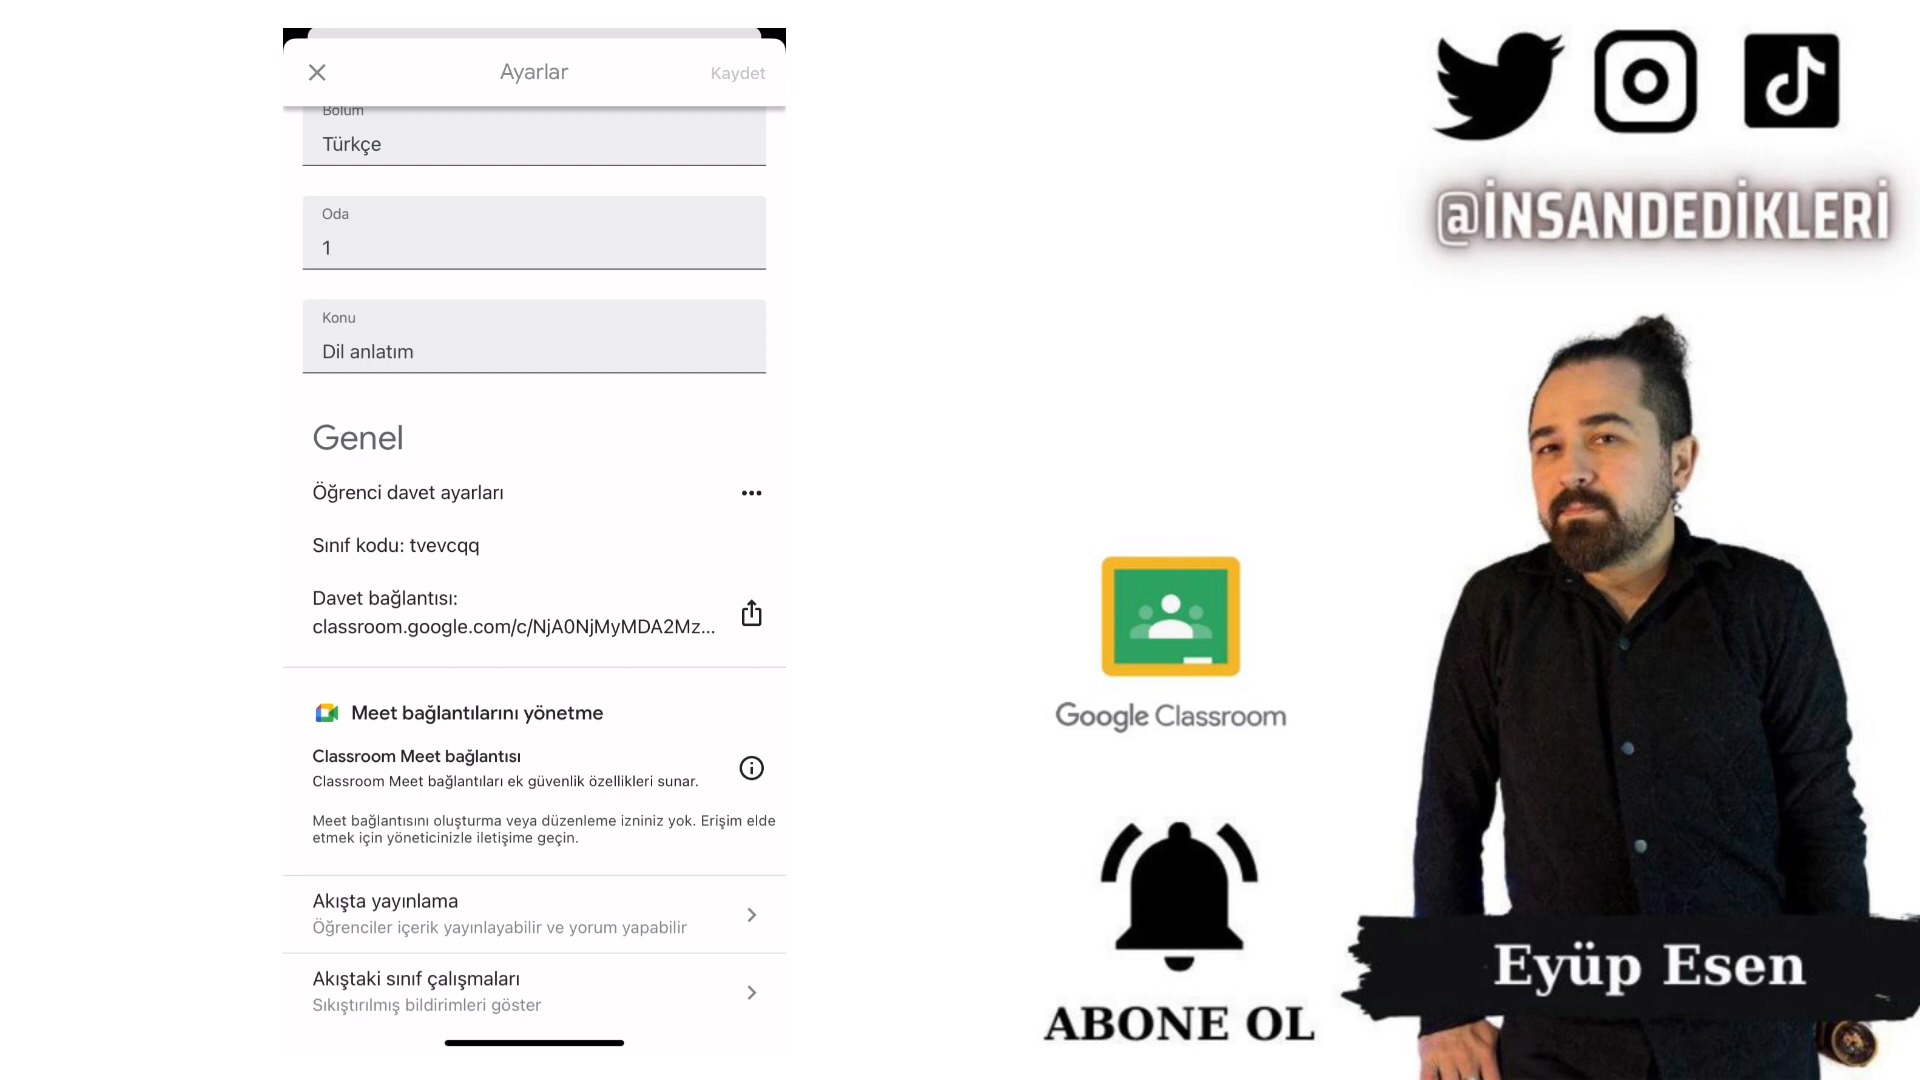 Ayarlar
Kaydet
Bölüm
Türkçe
Oda
1
Konu
Dil anlatım
Genel
Öğrenci davet ayarları
Sınıf kodu: tvevcqq
Davet bağlantısı:
classroom.google.com/c/NjA0NjMyMDA2Mz...
Meet bağlantılarını yönetme
Classroom Meet bağlantısı
Classroom Meet bağlantıları ek güvenlik özellikleri sunar.
Meet bağlantısını oluşturma veya düzenleme izniniz yok. Erişim elde
etmek için yöneticinizle iletişime geçin.
Akışta yayınlama
Öğrenciler içerik yayınlayabilir ve yorum yapabilir
Akıştaki sınıf çalışmaları
Sıkıştırılmış bildirimleri göster
Google Classroom
ABONE OL
@İNSANDEDİKLERİ
Eyüp Esen